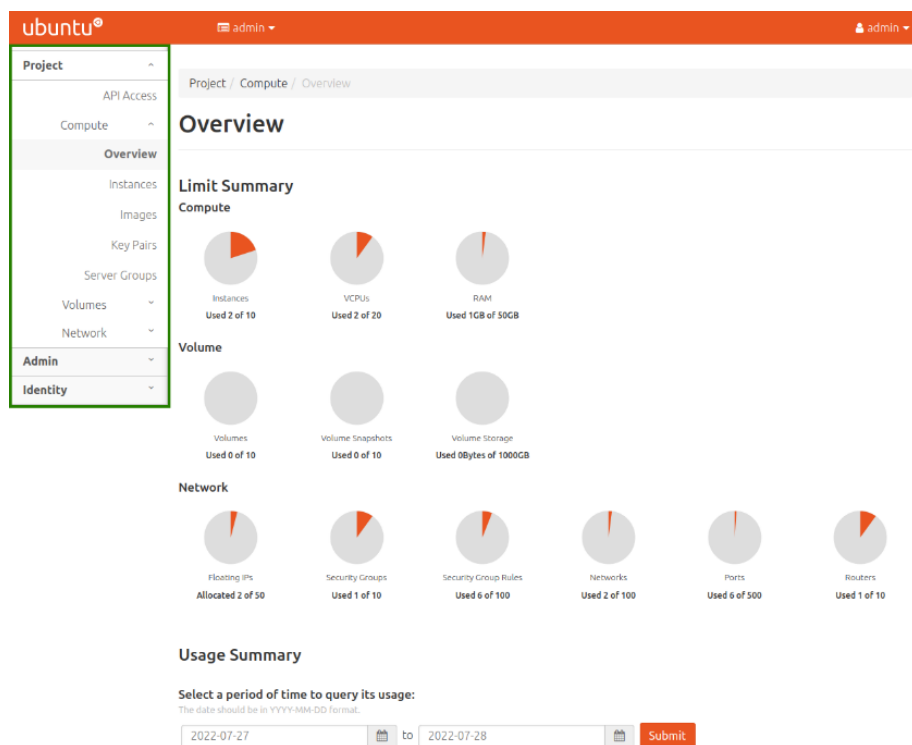 ubuntu®
admin
admin
Project
API Access
Compute
Overview
Instances
Images
Key Pairs
Server Groups
Volumes
Network
Admin
Identity
Project / Compute / Overview
Overview
Limit Summary
Compute
Instances
Used 2 of 10
VCPUs
Used 2 of 20
RAM
Used 1GB of 50GB
Volume
Volumes
Used 0 of 10
Volume Snapshots
Used 0 of 10
Volume Storage
Used 0Bytes of 1000GB
Network
Floating IPs
Allocated 2 of 50
Security Groups
Used 1 of 10
Security Group Rules
Used 6 of 100
Networks
Used 2 of 100
Ports
Used 6 of 500
Routers
Used 1 of 10
Usage Summary
Select a period of time to query its usage:
The date should be in YYYY-MM-DD format.
2022-07-27 to 2022-07-28 Submit